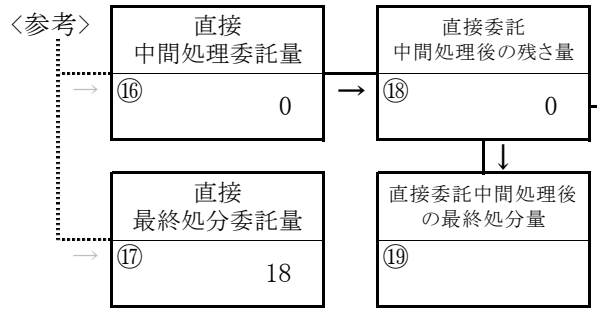 <参考>
直接
中間処理委託量
→
⑯
0
→
直接委託
中間処理後の残さ量
⑱
0
↓
直接
最終処分委託量
→
⑰
18
直接委託中間処理後
の最終処分量
⑲